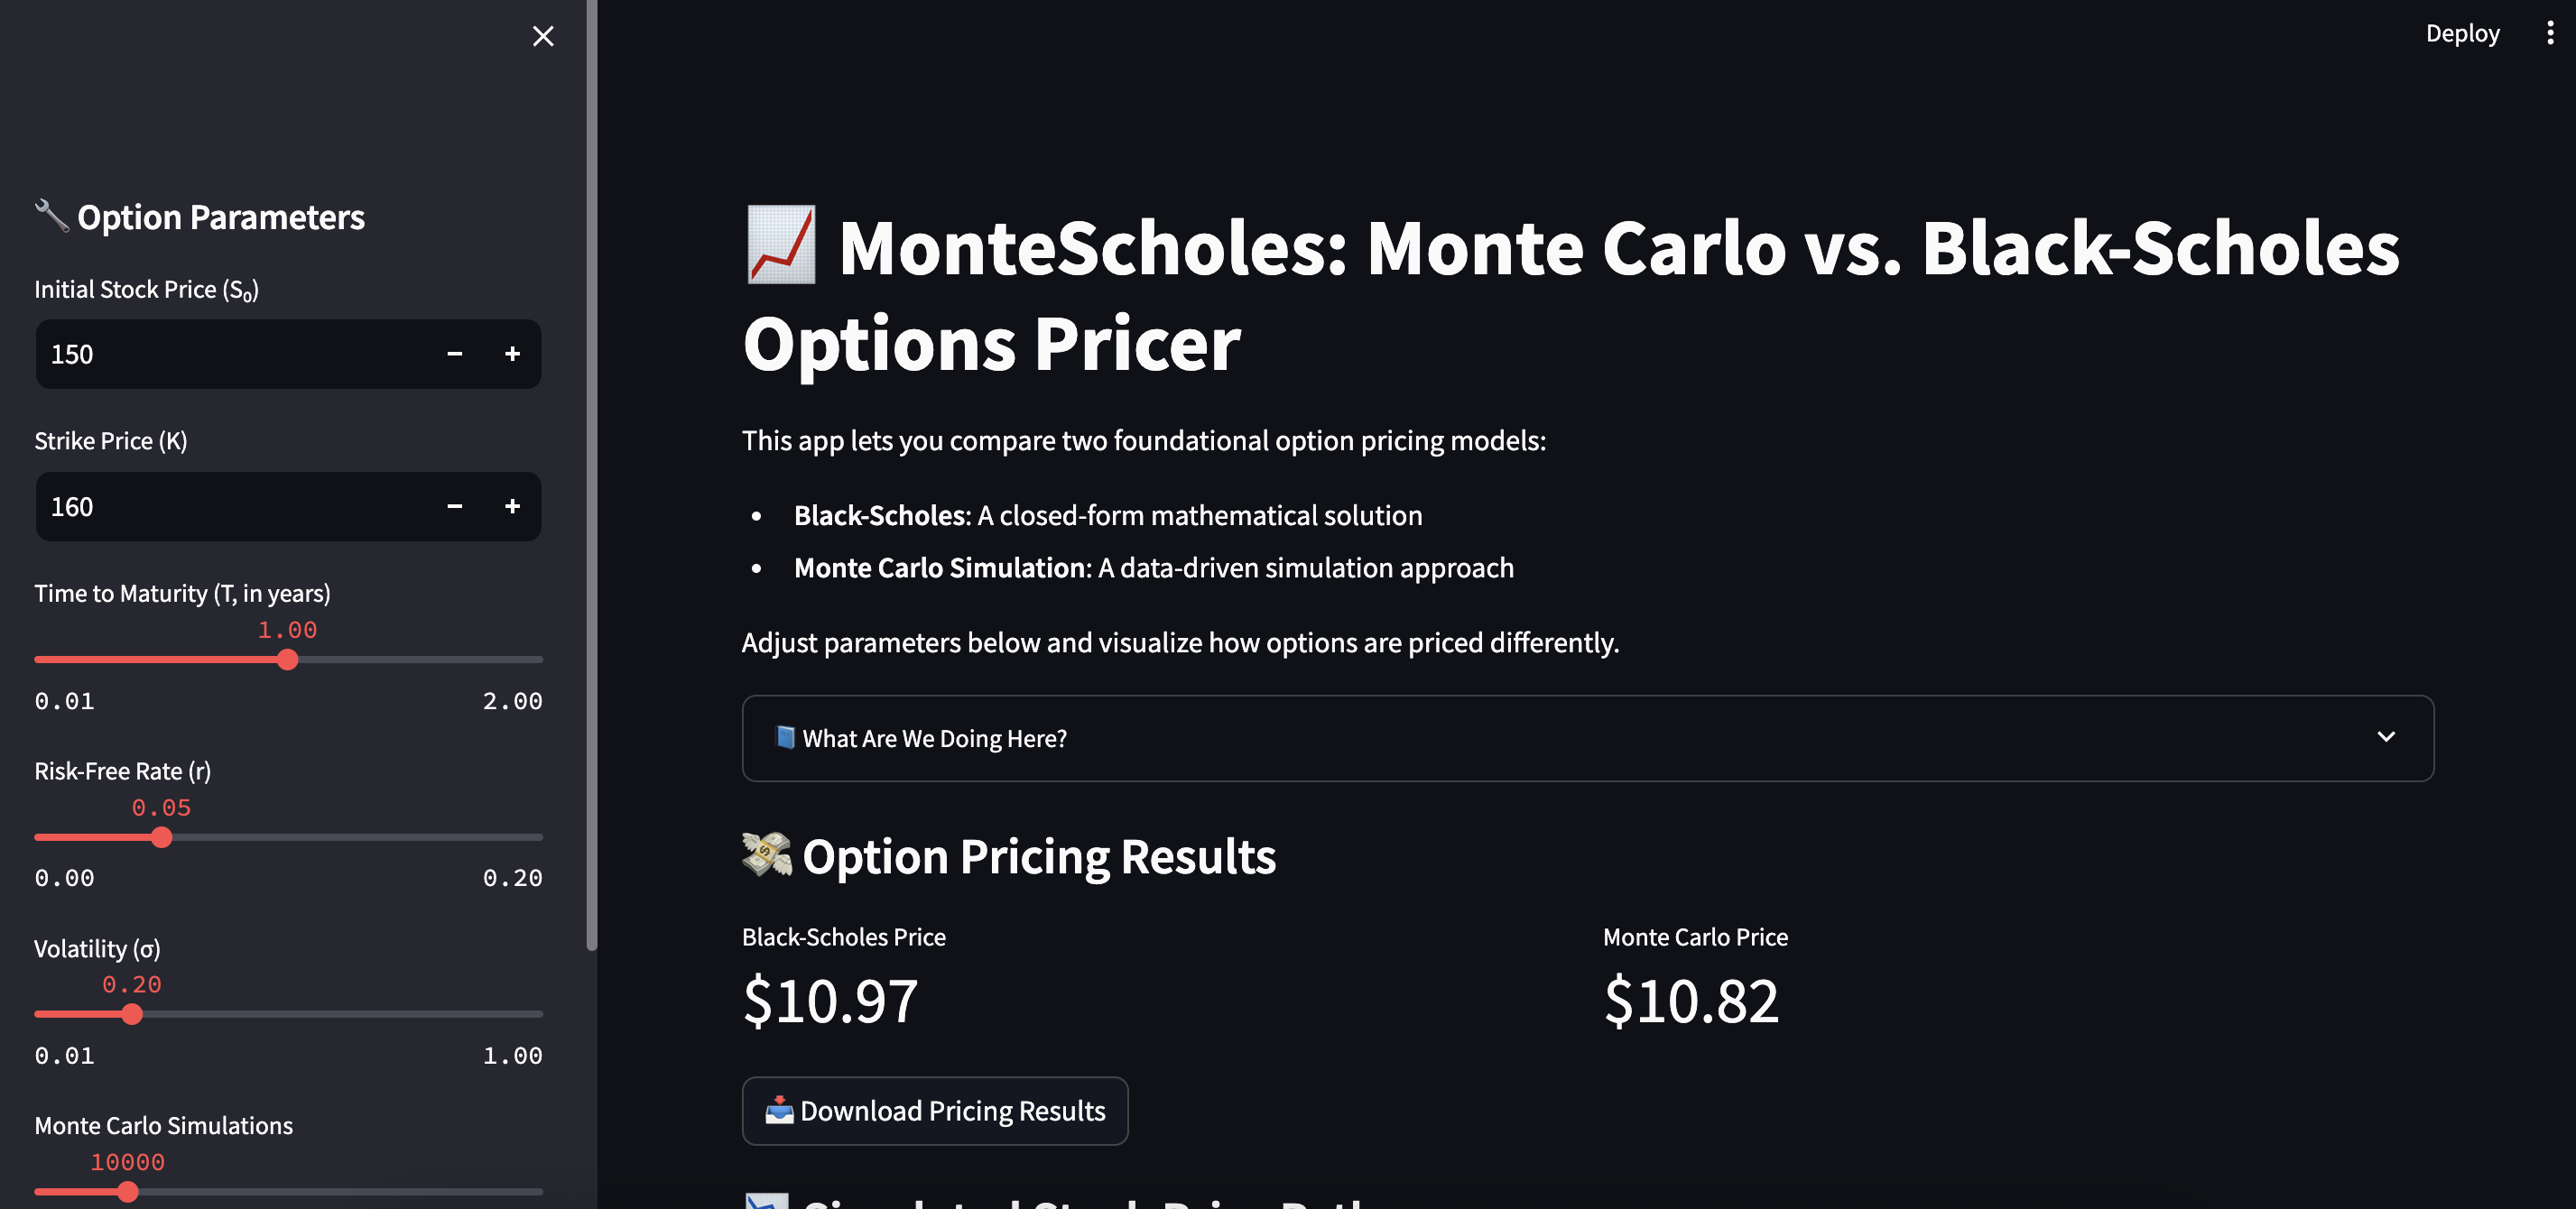 Deploy
🔧 Option Parameters
Initial Stock Price (S₀)
150
Strike Price (K)
160
Time to Maturity (T, in years)
1.00
0.01 2.00
Risk-Free Rate (r)
0.05
0.00 0.20
Volatility (σ)
0.20
0.01 1.00
Monte Carlo Simulations
10000
📈 MonteScholes: Monte Carlo vs. Black-Scholes
Options Pricer
This app lets you compare two foundational option pricing models:
• Black-Scholes: A closed-form mathematical solution
• Monte Carlo Simulation: A data-driven simulation approach
Adjust parameters below and visualize how options are priced differently.
📘 What Are We Doing Here?
💸 Option Pricing Results
Black-Scholes Price Monte Carlo Price
$10.97 $10.82
📥 Download Pricing Results